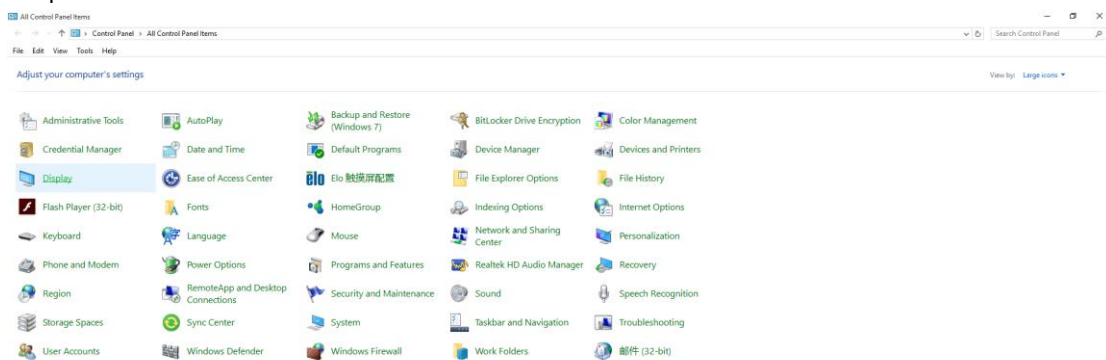 All Control Panel Items
Control Panel > All Control Panel Items
Search Control Panel
File Edit View Tools Help
Adjust your computer's settings
View by: Large icons
Administrative Tools
AutoPlay
Backup and Restore
(Windows 7)
BitLocker Drive Encryption
Color Management
Credential Manager
Date and Time
Default Programs
Device Manager
Devices and Printers
Display
Ease of Access Center
elo
Elo 触摸屏配置
File Explorer Options
File History
Flash Player (32-bit)
Fonts
HomeGroup
Indexing Options
Internet Options
Keyboard
Language
Mouse
Network and Sharing
Center
Personalization
Phone and Modem
Power Options
Programs and Features
Realtek HD Audio Manager
Recovery
Region
RemoteApp and Desktop
Connections
Security and Maintenance
Sound
Speech Recognition
Storage Spaces
Sync Center
System
Taskbar and Navigation
Troubleshooting
User Accounts
Windows Defender
Windows Firewall
Work Folders
邮件 (32-bit)